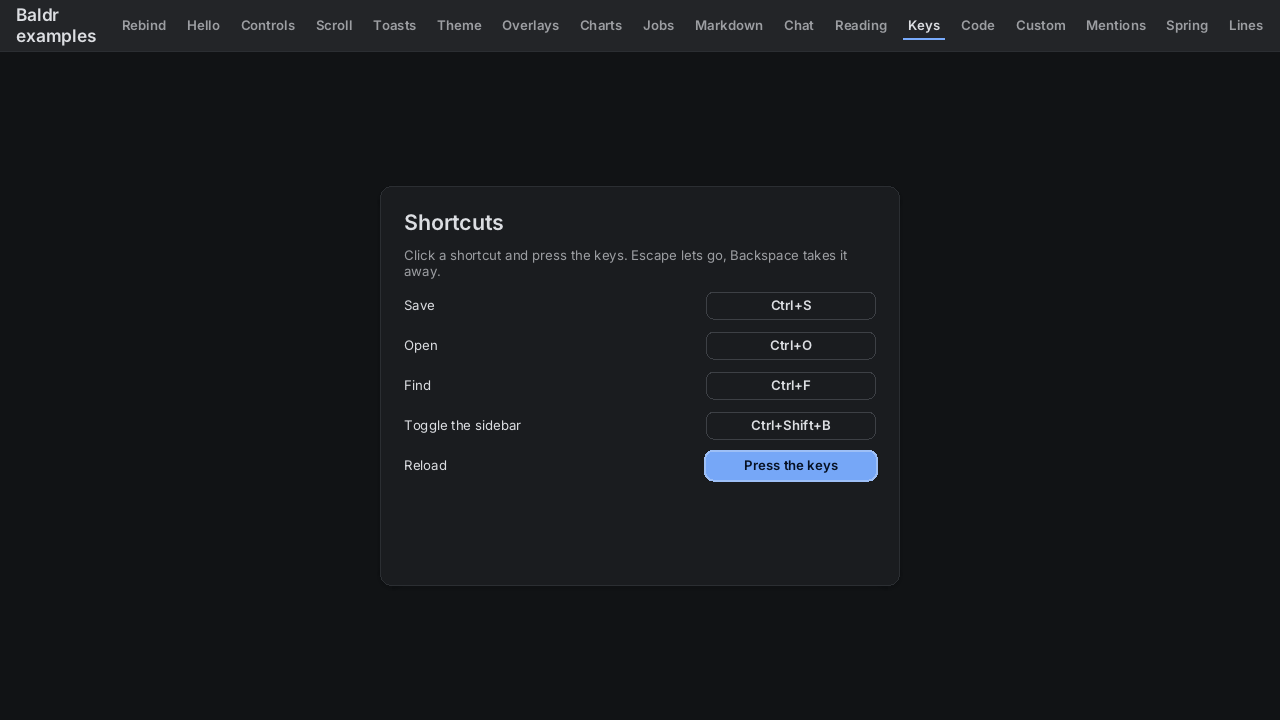 Baldr examples
Rebind Hello Controls Scroll Toasts Theme Overlays Charts Jobs Markdown Chat Reading Keys Code Custom Mentions Spring Lines
Shortcuts
Click a shortcut and press the keys. Escape lets go, Backspace takes it
away.
Save Ctrl+S
Open Ctrl+O
Find Ctrl+F
Toggle the sidebar Ctrl+Shift+B
Reload Press the keys